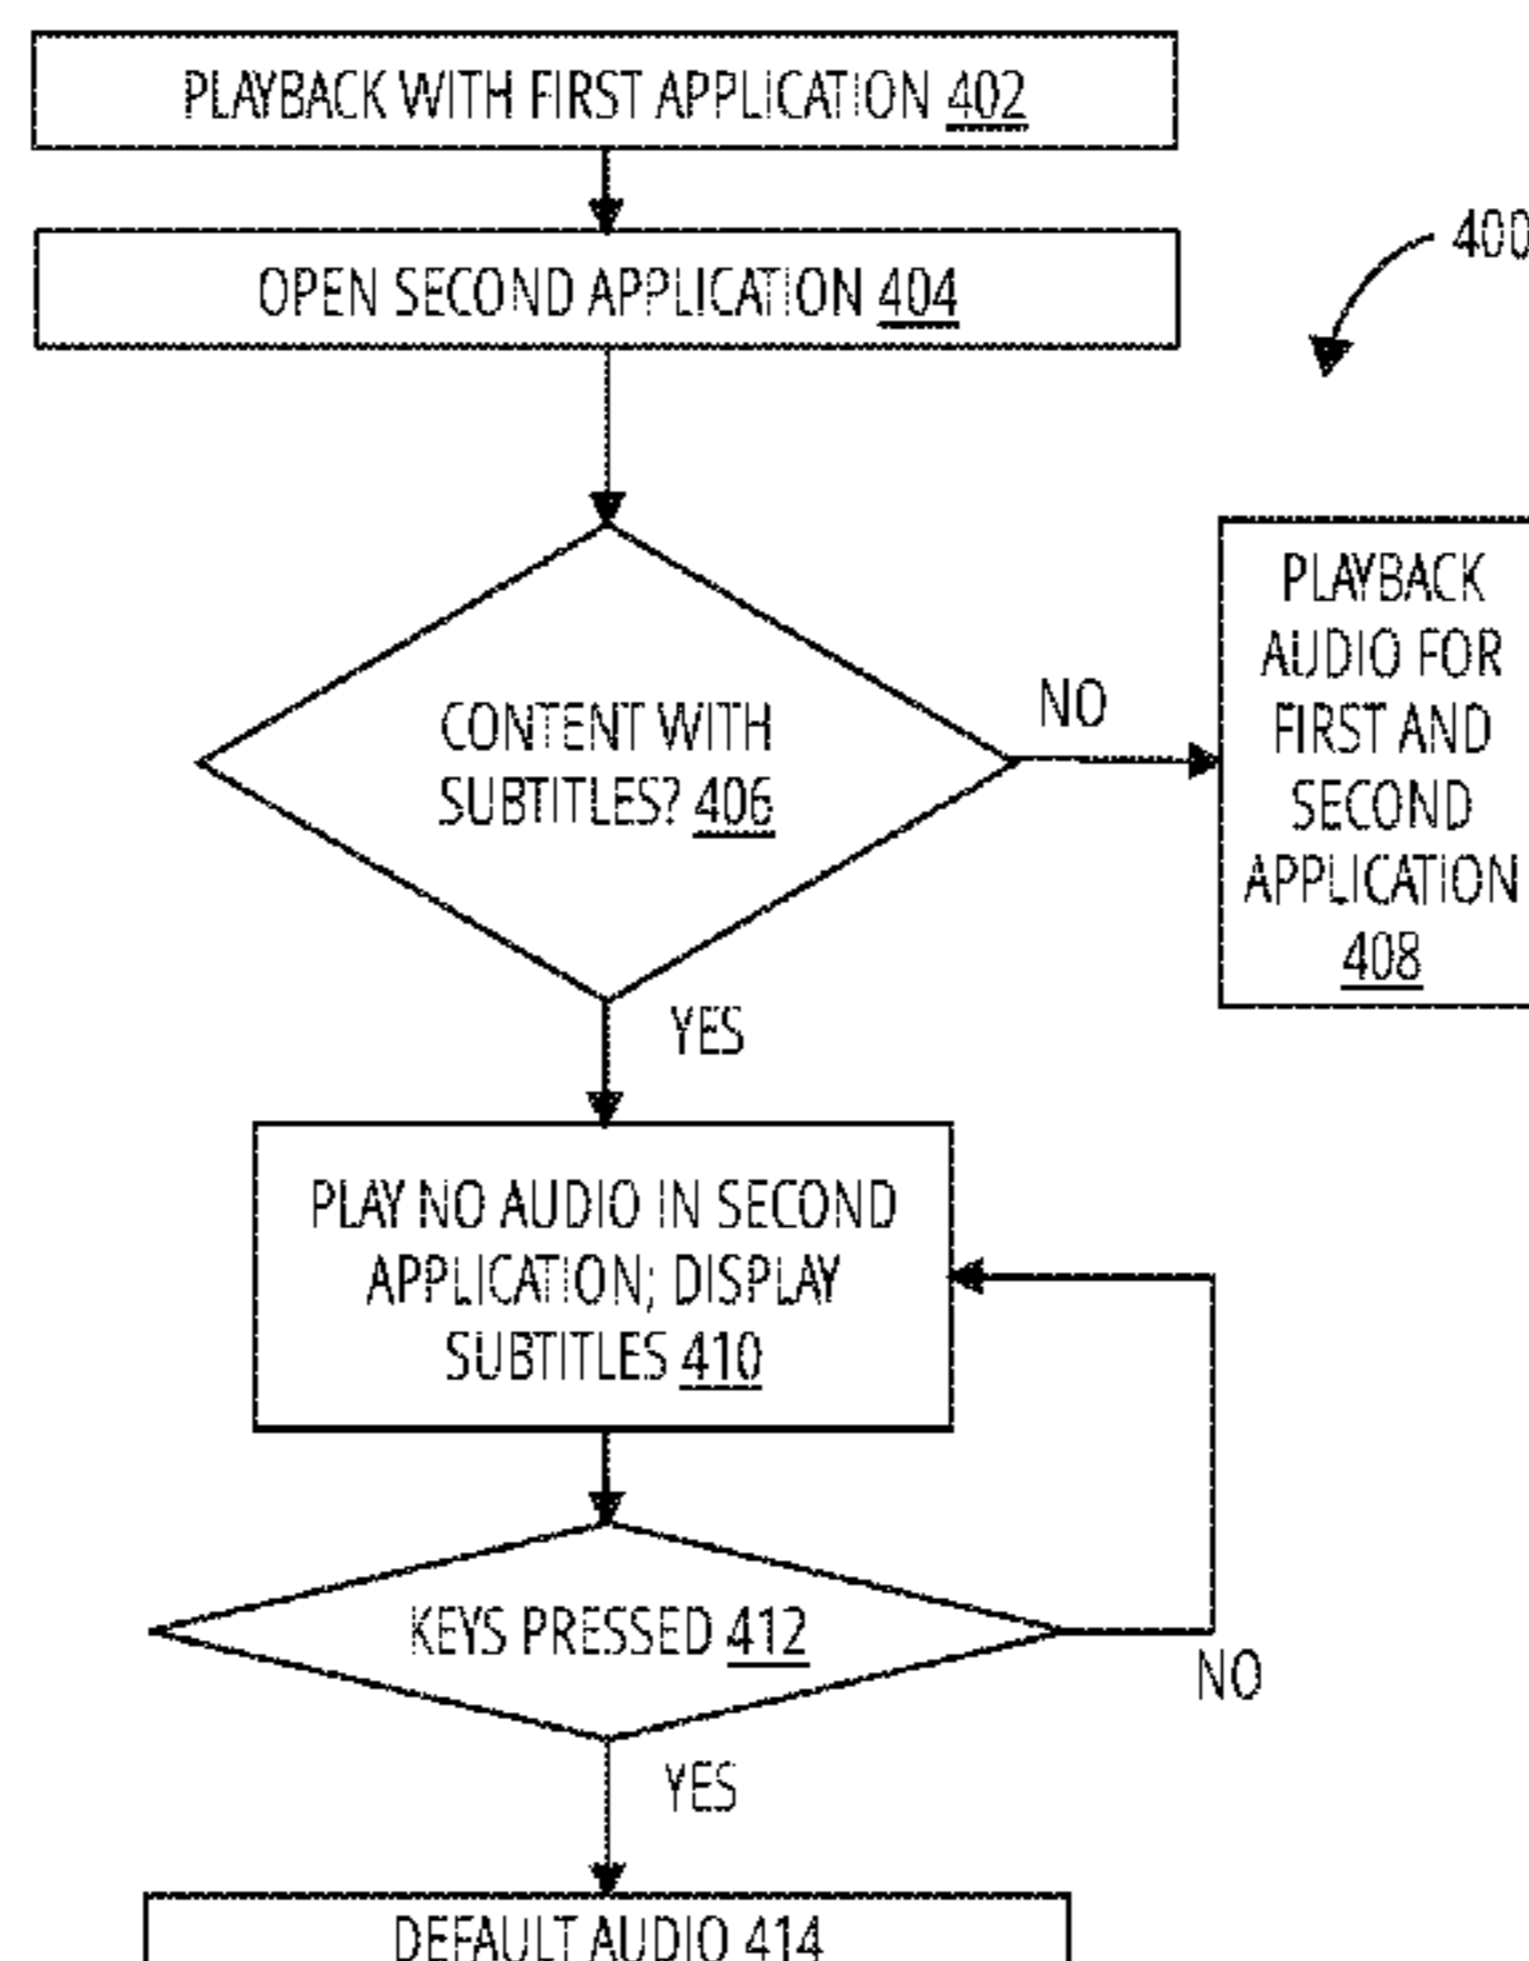 PLAYBACK WITH FIRST APPLICATION 402
OPEN SECOND APPLICATION 404
400
CONTENT WITH
SUBTITLES? 406
NO
PLAYBACK
AUDIO FOR
FIRST AND
SECOND
APPLICATION
408
YES
PLAY NO AUDIO IN SECOND
APPLICATION; DISPLAY
SUBTITLES 410
KEYS PRESSED 412
NO
YES
DEFAULT AUDIO 414